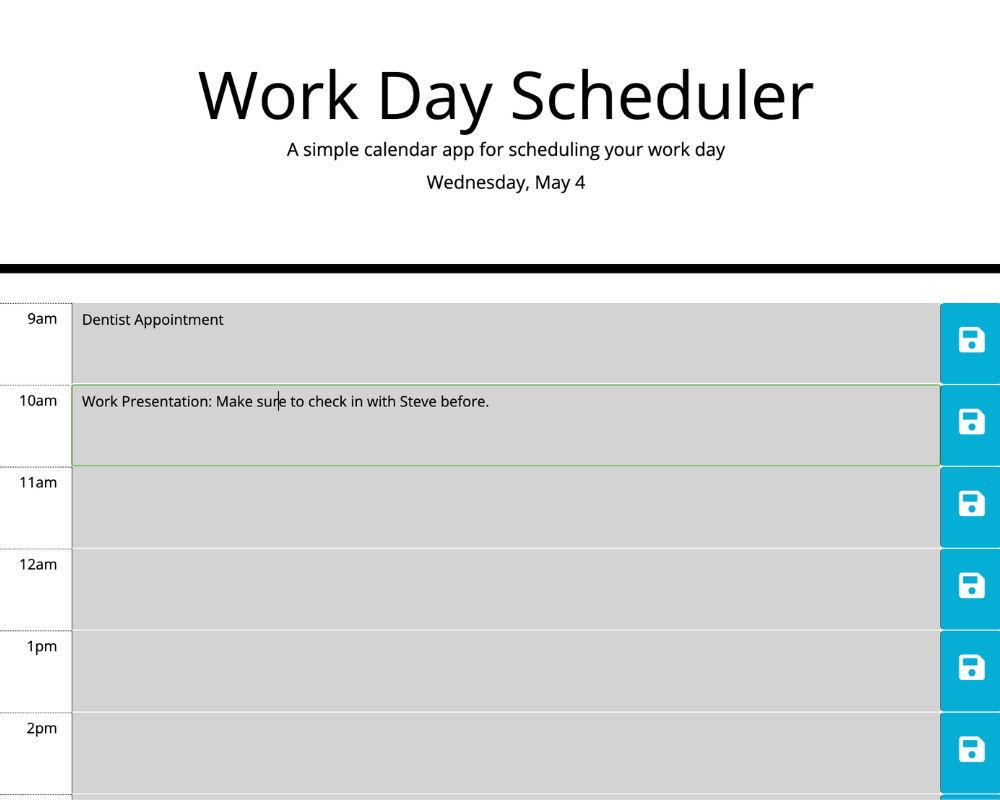 Work Day Scheduler
A simple calendar app for scheduling your work day
Wednesday, May 4
9am
Dentist Appointment
10am
Work Presentation: Make sure to check in with Steve before.
11am
12am
1pm
2pm